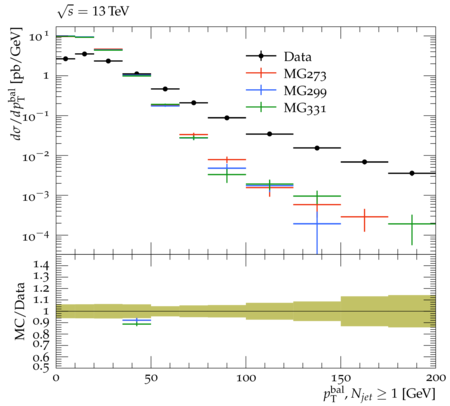 √s = 13 TeV
dσ/dp_T^bal [pb/GeV]
10
1
10⁻¹
10⁻²
10⁻³
10⁻⁴
Data
MG273
MG299
MG331
MC/Data
1.4
1.3
1.2
1.1
1
0.9
0.8
0.7
0.6
0.5
0 50 100 150 200
p_T^bal, N_jet ≥ 1 [GeV]